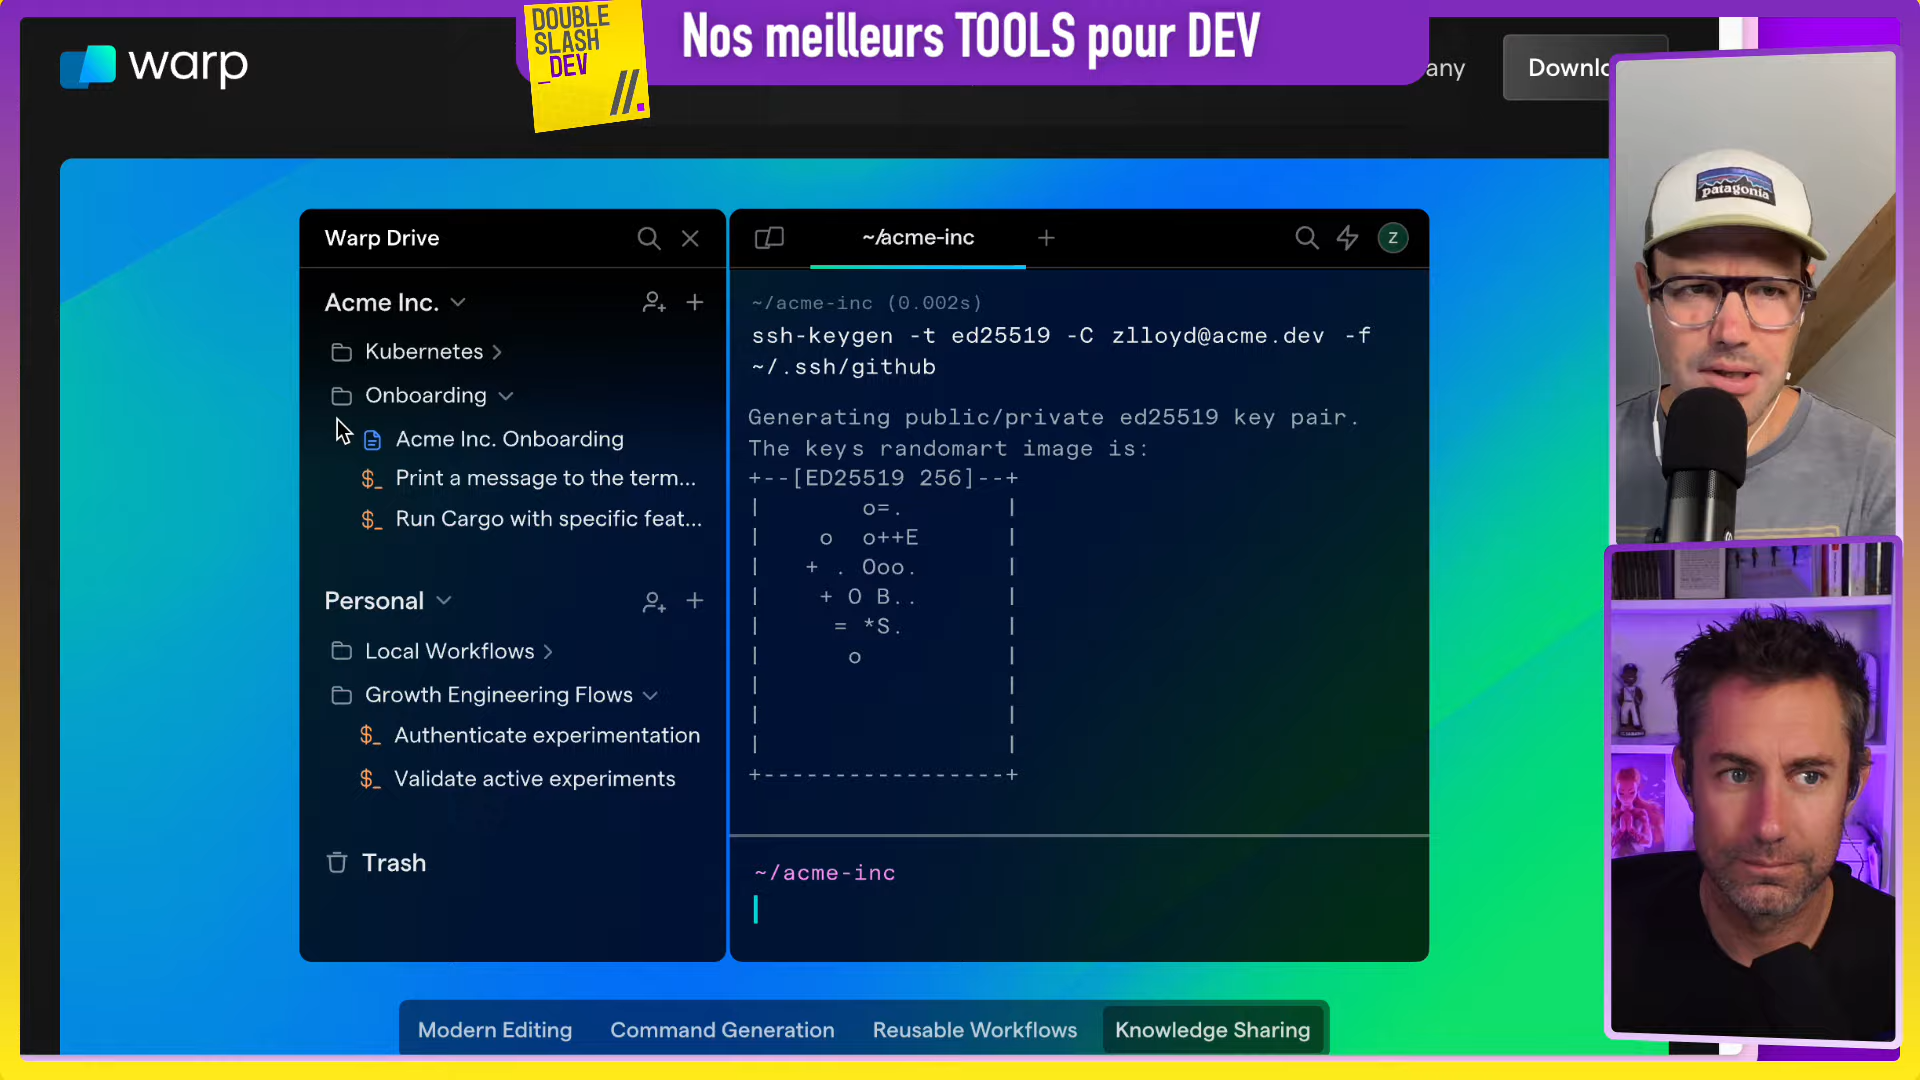 DOUBLE
SLASH
_DEV
//.
Nos meilleurs TOOLS pour DEV
warp
any
Downlo
patagonia
Warp Drive
Acme Inc.
Kubernetes
Onboarding
Acme Inc. Onboarding
$_ Print a message to the term...
$_ Run Cargo with specific feat...
Personal
Local Workflows
Growth Engineering Flows
$_ Authenticate experimentation
$_ Validate active experiments
Trash
~/acme-inc
+
Z
~/acme-inc (0.002s)
ssh-keygen -t ed25519 -C zlloyd@acme.dev -f
~/.ssh/github
Generating public/private ed25519 key pair.
The keys randomart image is:
+--[ED25519 256]--+
|       o=.       |
|    o  o++E      |
|   + . Ooo.      |
|    + O B..      |
|     = *S.       |
|      o          |
|                 |
|                 |
|                 |
+-----------------+
~/acme-inc
Modern Editing
Command Generation
Reusable Workflows
Knowledge Sharing